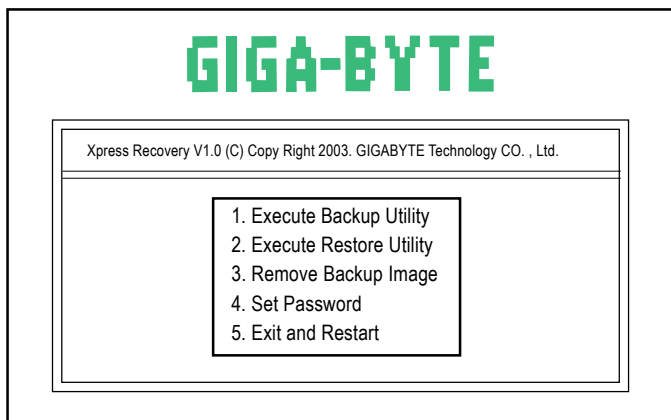 GIGA-BYTE
Xpress Recovery V1.0 (C) Copy Right 2003. GIGABYTE Technology CO. , Ltd.
1. Execute Backup Utility
2. Execute Restore Utility
3. Remove Backup Image
4. Set Password
5. Exit and Restart